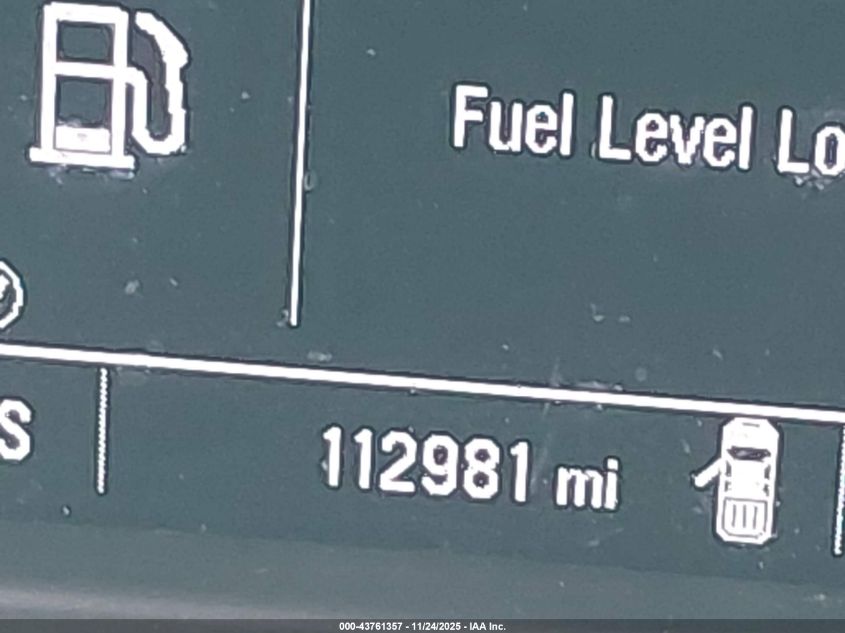 Fuel Level Lo
S
112981 mi
000-43761357 - 11/24/2025 - IAA Inc.